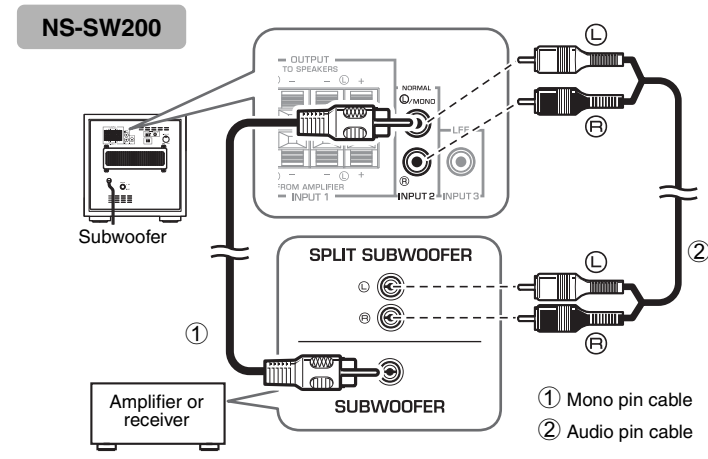 NS-SW200
OUTPUT
TO SPEAKERS
– – Ⓛ +
NORMAL
Ⓛ/MONO
LFE
Ⓡ
– – Ⓛ +
FROM AMPLIFIER
INPUT 1
INPUT 2
INPUT 3
Ⓛ
Ⓡ
Subwoofer
SPLIT SUBWOOFER
Ⓛ
Ⓡ
SUBWOOFER
Ⓛ
Ⓡ
①
②
Amplifier or
receiver
① Mono pin cable
② Audio pin cable